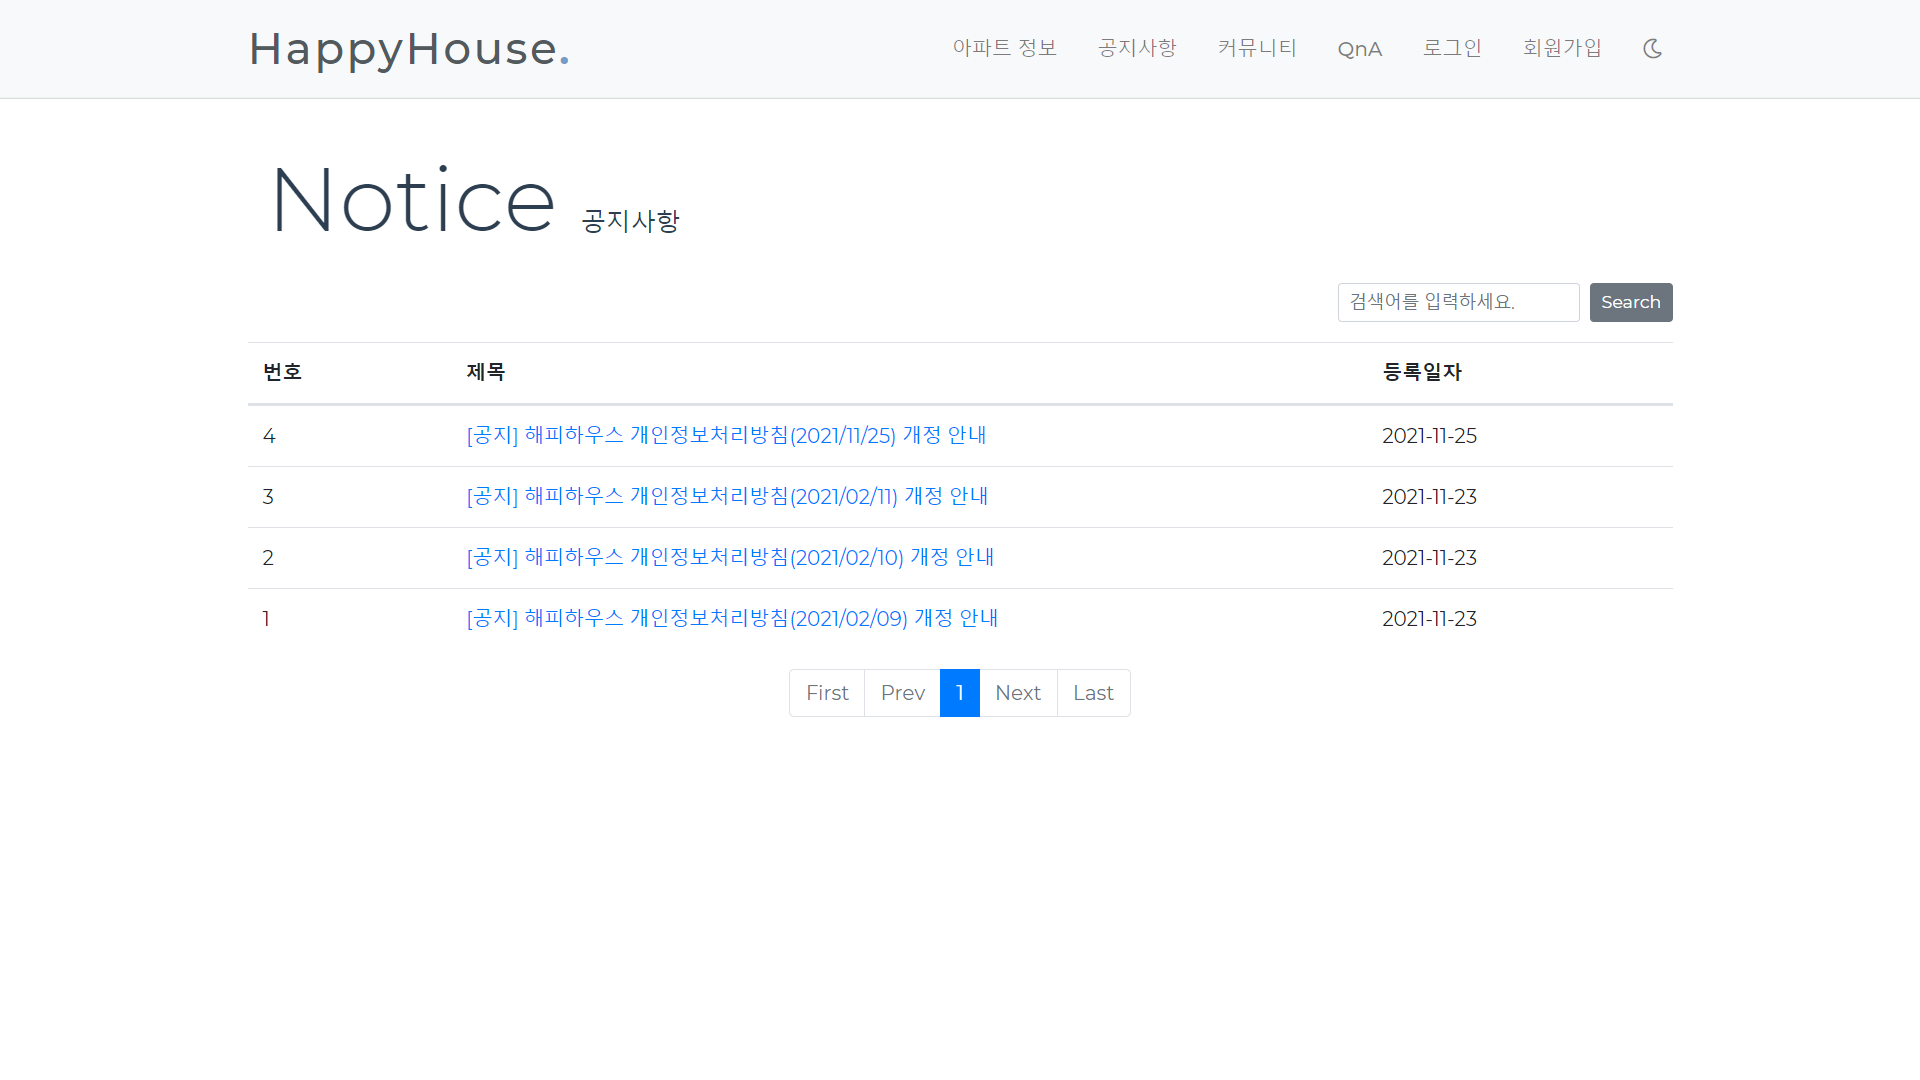 HappyHouse.
아파트 정보 공지사항 커뮤니티 QnA 로그인 회원가입
Notice 공지사항
검색어를 입력하세요. Search
번호 제목 등록일자
4 [공지] 해피하우스 개인정보처리방침(2021/11/25) 개정 안내 2021-11-25
3 [공지] 해피하우스 개인정보처리방침(2021/02/11) 개정 안내 2021-11-23
2 [공지] 해피하우스 개인정보처리방침(2021/02/10) 개정 안내 2021-11-23
1 [공지] 해피하우스 개인정보처리방침(2021/02/09) 개정 안내 2021-11-23
First Prev 1 Next Last